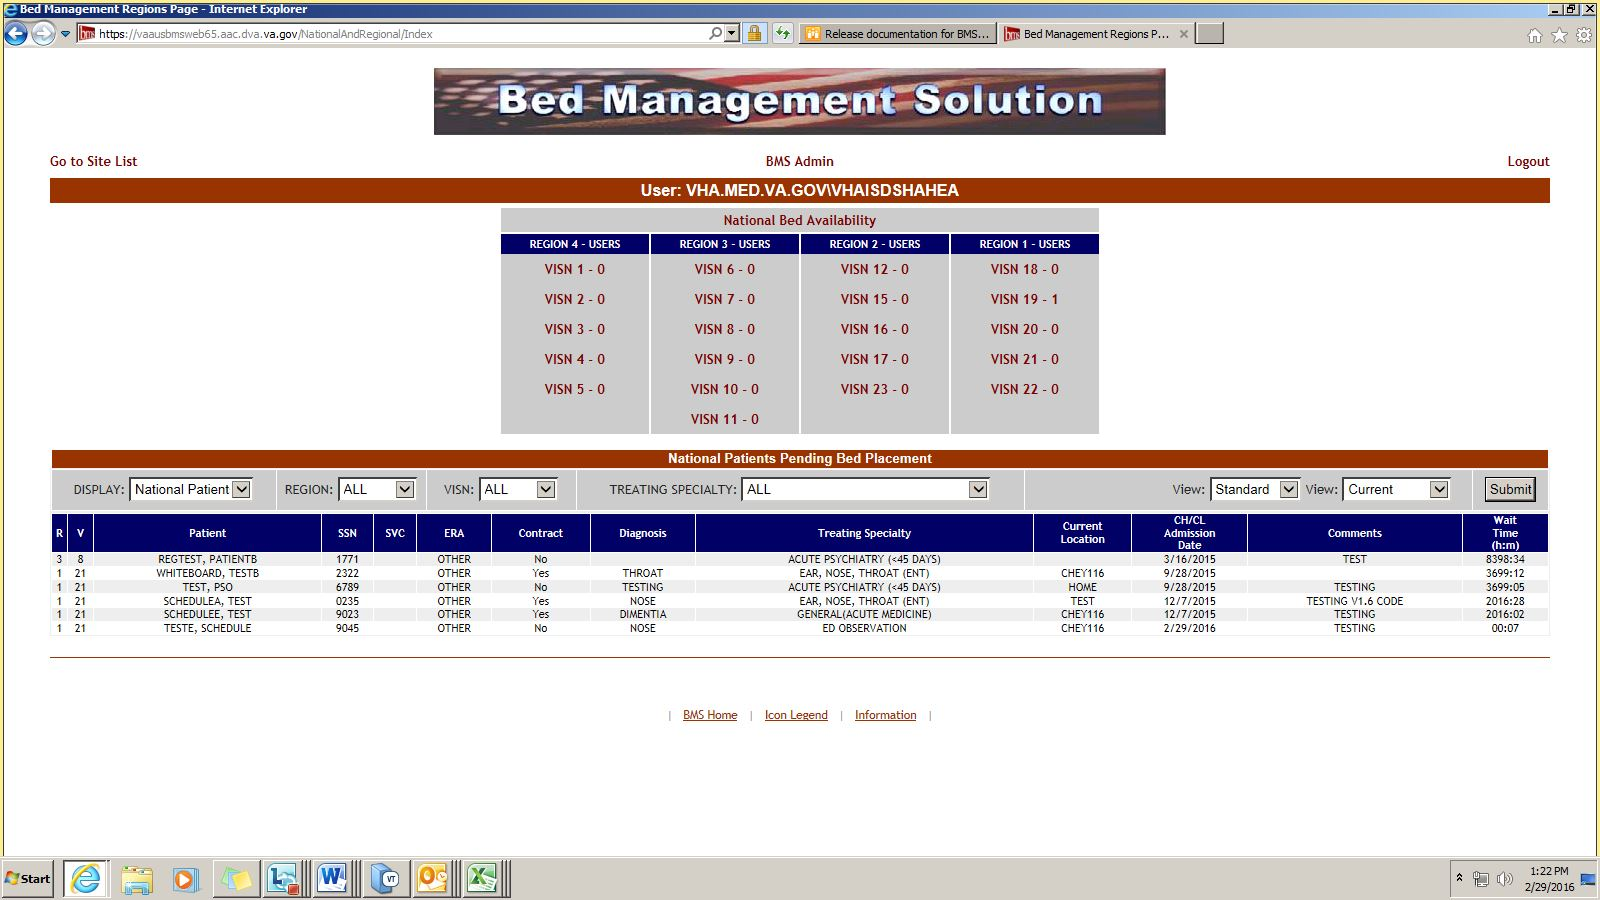 Bed Management Regions Page - Internet Explorer
https://vaausbmsweb65.aac.dva.va.gov/NationalAndRegional/Index
Release documentation for BMS...
Bed Management Regions P...
Bed Management Solution
Go to Site List BMS Admin Logout
User: VHA.MED.VA.GOV\VHAISDSHAHEA
National Bed Availability
REGION 4 - USERS REGION 3 - USERS REGION 2 - USERS REGION 1 - USERS
VISN 1 - 0 VISN 6 - 0 VISN 12 - 0 VISN 18 - 0
VISN 2 - 0 VISN 7 - 0 VISN 15 - 0 VISN 19 - 1
VISN 3 - 0 VISN 8 - 0 VISN 16 - 0 VISN 20 - 0
VISN 4 - 0 VISN 9 - 0 VISN 17 - 0 VISN 21 - 0
VISN 5 - 0 VISN 10 - 0 VISN 23 - 0 VISN 22 - 0
VISN 11 - 0
National Patients Pending Bed Placement
DISPLAY: National Patient REGION: ALL VISN: ALL TREATING SPECIALTY: ALL View: Standard View: Current Submit
R V Patient SSN SVC ERA Contract Diagnosis Treating Specialty Current Location CH/CL Admission Date Comments Wait Time (h:m)
3 8 REGTEST, PATIENTB 1771 OTHER No ACUTE PSYCHIATRY (<45 DAYS) 3/16/2015 TEST 8398:34
1 21 WHITEBOARD, TESTB 2322 OTHER Yes THROAT EAR, NOSE, THROAT (ENT) CHEY116 9/28/2015 3699:12
1 21 TEST, PSO 6789 OTHER No TESTING ACUTE PSYCHIATRY (<45 DAYS) HOME 9/28/2015 TESTING 3699:05
1 21 SCHEDULEA, TEST 0235 OTHER Yes NOSE EAR, NOSE, THROAT (ENT) TEST 12/7/2015 TESTING V1.6 CODE 2016:28
1 21 SCHEDULEE, TEST 9023 OTHER Yes DIMENTIA GENERAL(ACUTE MEDICINE) CHEY116 12/7/2015 TESTING 2016:02
1 21 TESTE, SCHEDULE 9045 OTHER No NOSE ED OBSERVATION CHEY116 2/29/2016 TESTING 00:07
| BMS Home | Icon Legend | Information |
Start
1:22 PM
2/29/2016